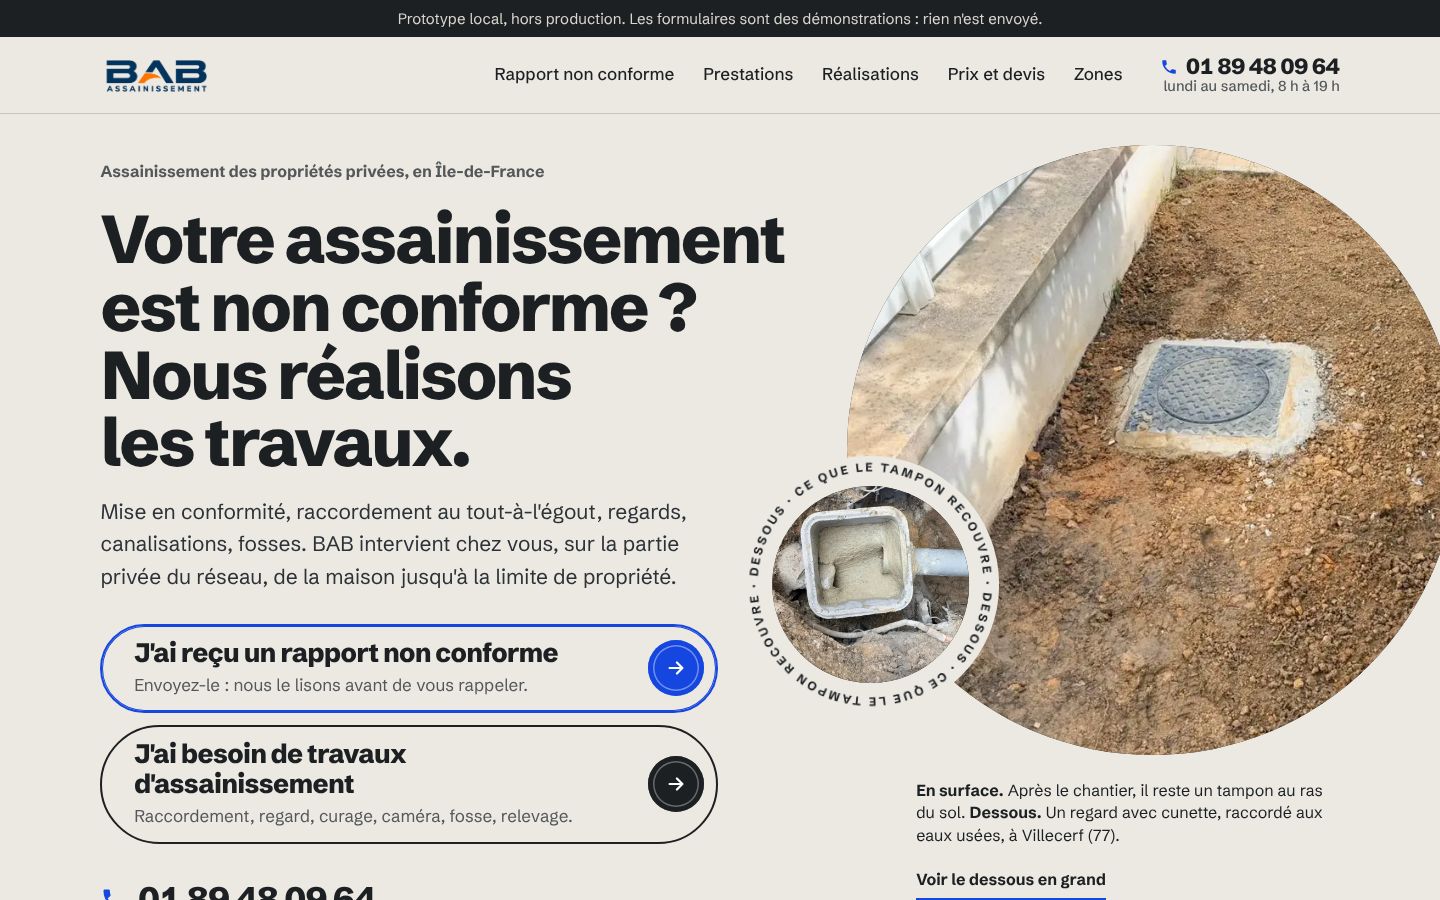 Prototype local, hors production. Les formulaires sont des démonstrations : rien n'est envoyé.
BAB
ASSAINISSEMENT
Rapport non conforme
Prestations
Réalisations
Prix et devis
Zones
01 89 48 09 64
lundi au samedi, 8 h à 19 h
Assainissement des propriétés privées, en Île-de-France
Votre assainissement
est non conforme ?
Nous réalisons
les travaux.
Mise en conformité, raccordement au tout-à-l'égout, regards,
canalisations, fosses. BAB intervient chez vous, sur la partie
privée du réseau, de la maison jusqu'à la limite de propriété.
J'ai reçu un rapport non conforme
Envoyez-le : nous le lisons avant de vous rappeler.
J'ai besoin de travaux
d'assainissement
Raccordement, regard, curage, caméra, fosse, relevage.
01 89 48 09 64
DESSOUS · CE QUE LE TAMPON RECOUVRE · DESSOUS · CE QUE LE TAMPON RECOUVRE ·
En surface. Après le chantier, il reste un tampon au ras
du sol. Dessous. Un regard avec cunette, raccordé aux
eaux usées, à Villecerf (77).
Voir le dessous en grand